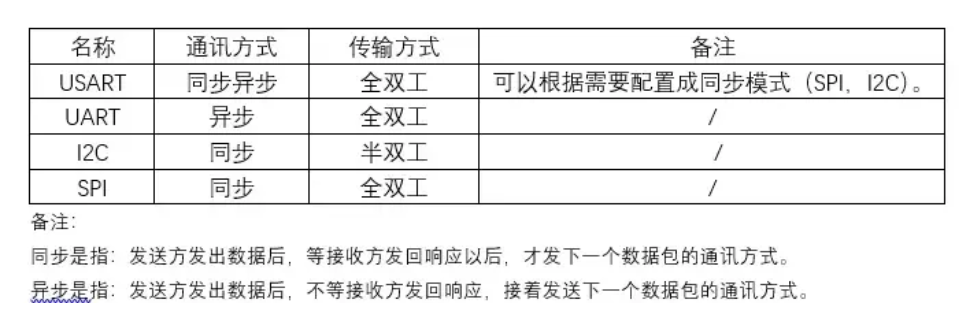 名称 通讯方式 传输方式 备注
USART 同步异步 全双工 可以根据需要配置成同步模式（SPI，I2C）。
UART 异步 全双工 /
I2C 同步 半双工 /
SPI 同步 全双工 /
备注：
同步是指：发送方发出数据后，等接收方发回响应以后，才发下一个数据包的通讯方式。
异步是指：发送方发出数据后，不等接收方发回响应，接着发送下一个数据包的通讯方式。